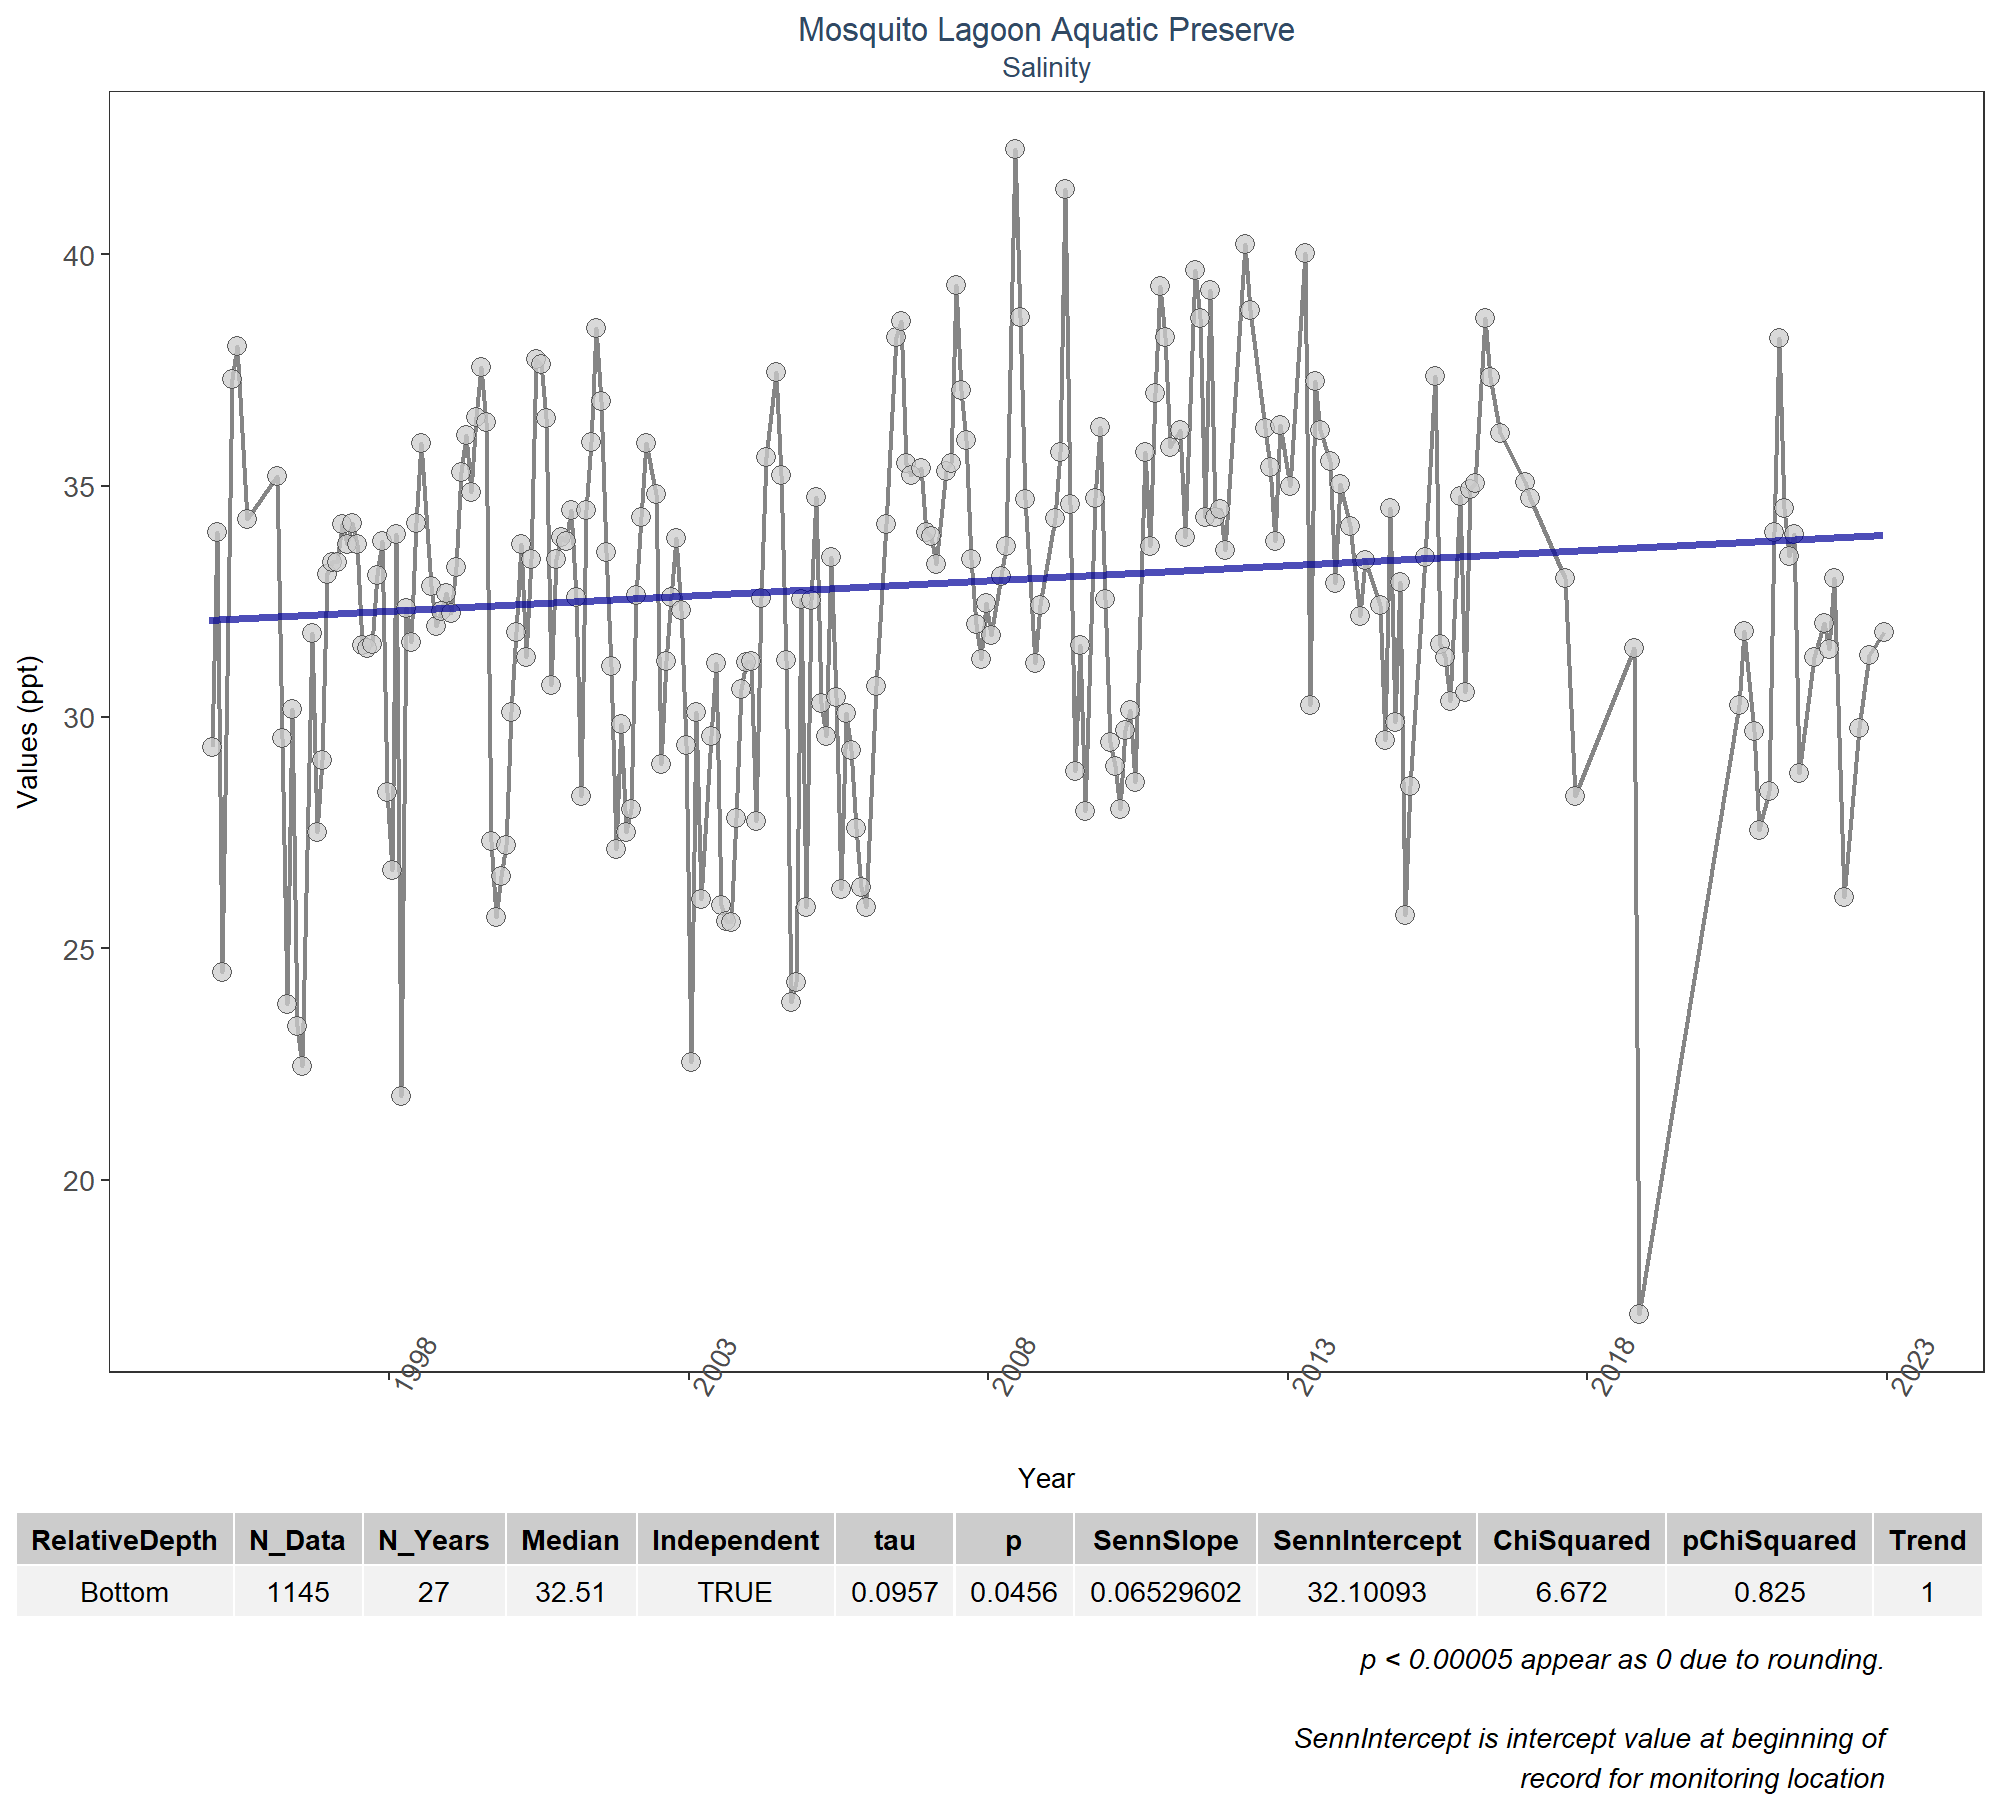 Mosquito Lagoon Aquatic Preserve
Salinity
40
35
30
25
20
Values (ppt)
1998 2003 2008 2013 2018 2023
Year
RelativeDepth N_Data N_Years Median Independent tau p SennSlope SennIntercept ChiSquared pChiSquared Trend
Bottom 1145 27 32.51 TRUE 0.0957 0.0456 0.06529602 32.10093 6.672 0.825 1
p < 0.00005 appear as 0 due to rounding.
SennIntercept is intercept value at beginning of
record for monitoring location